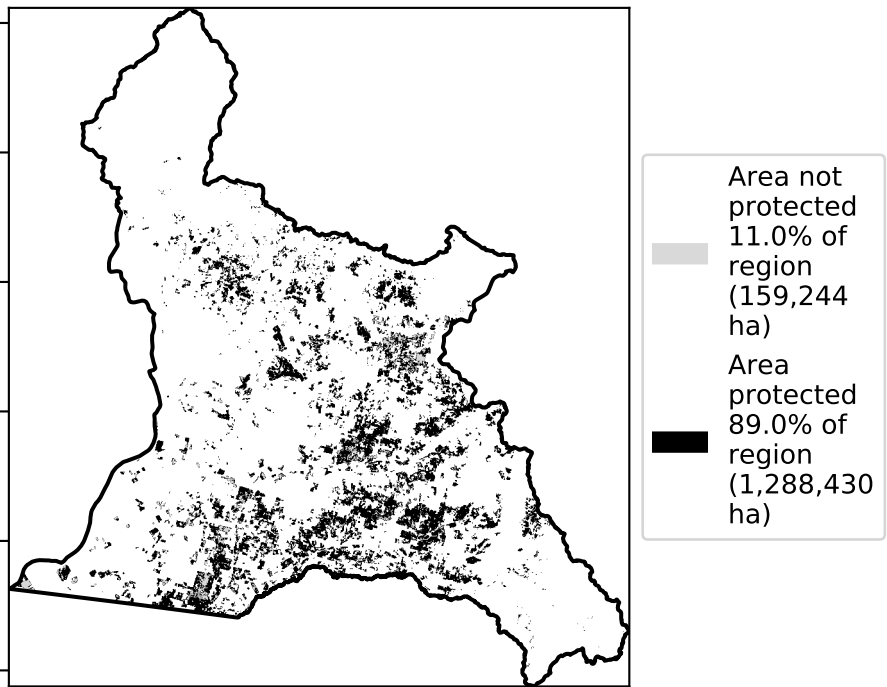 Area not
protected
11.0% of
region
(159,244
ha)
Area
protected
89.0% of
region
(1,288,430
ha)